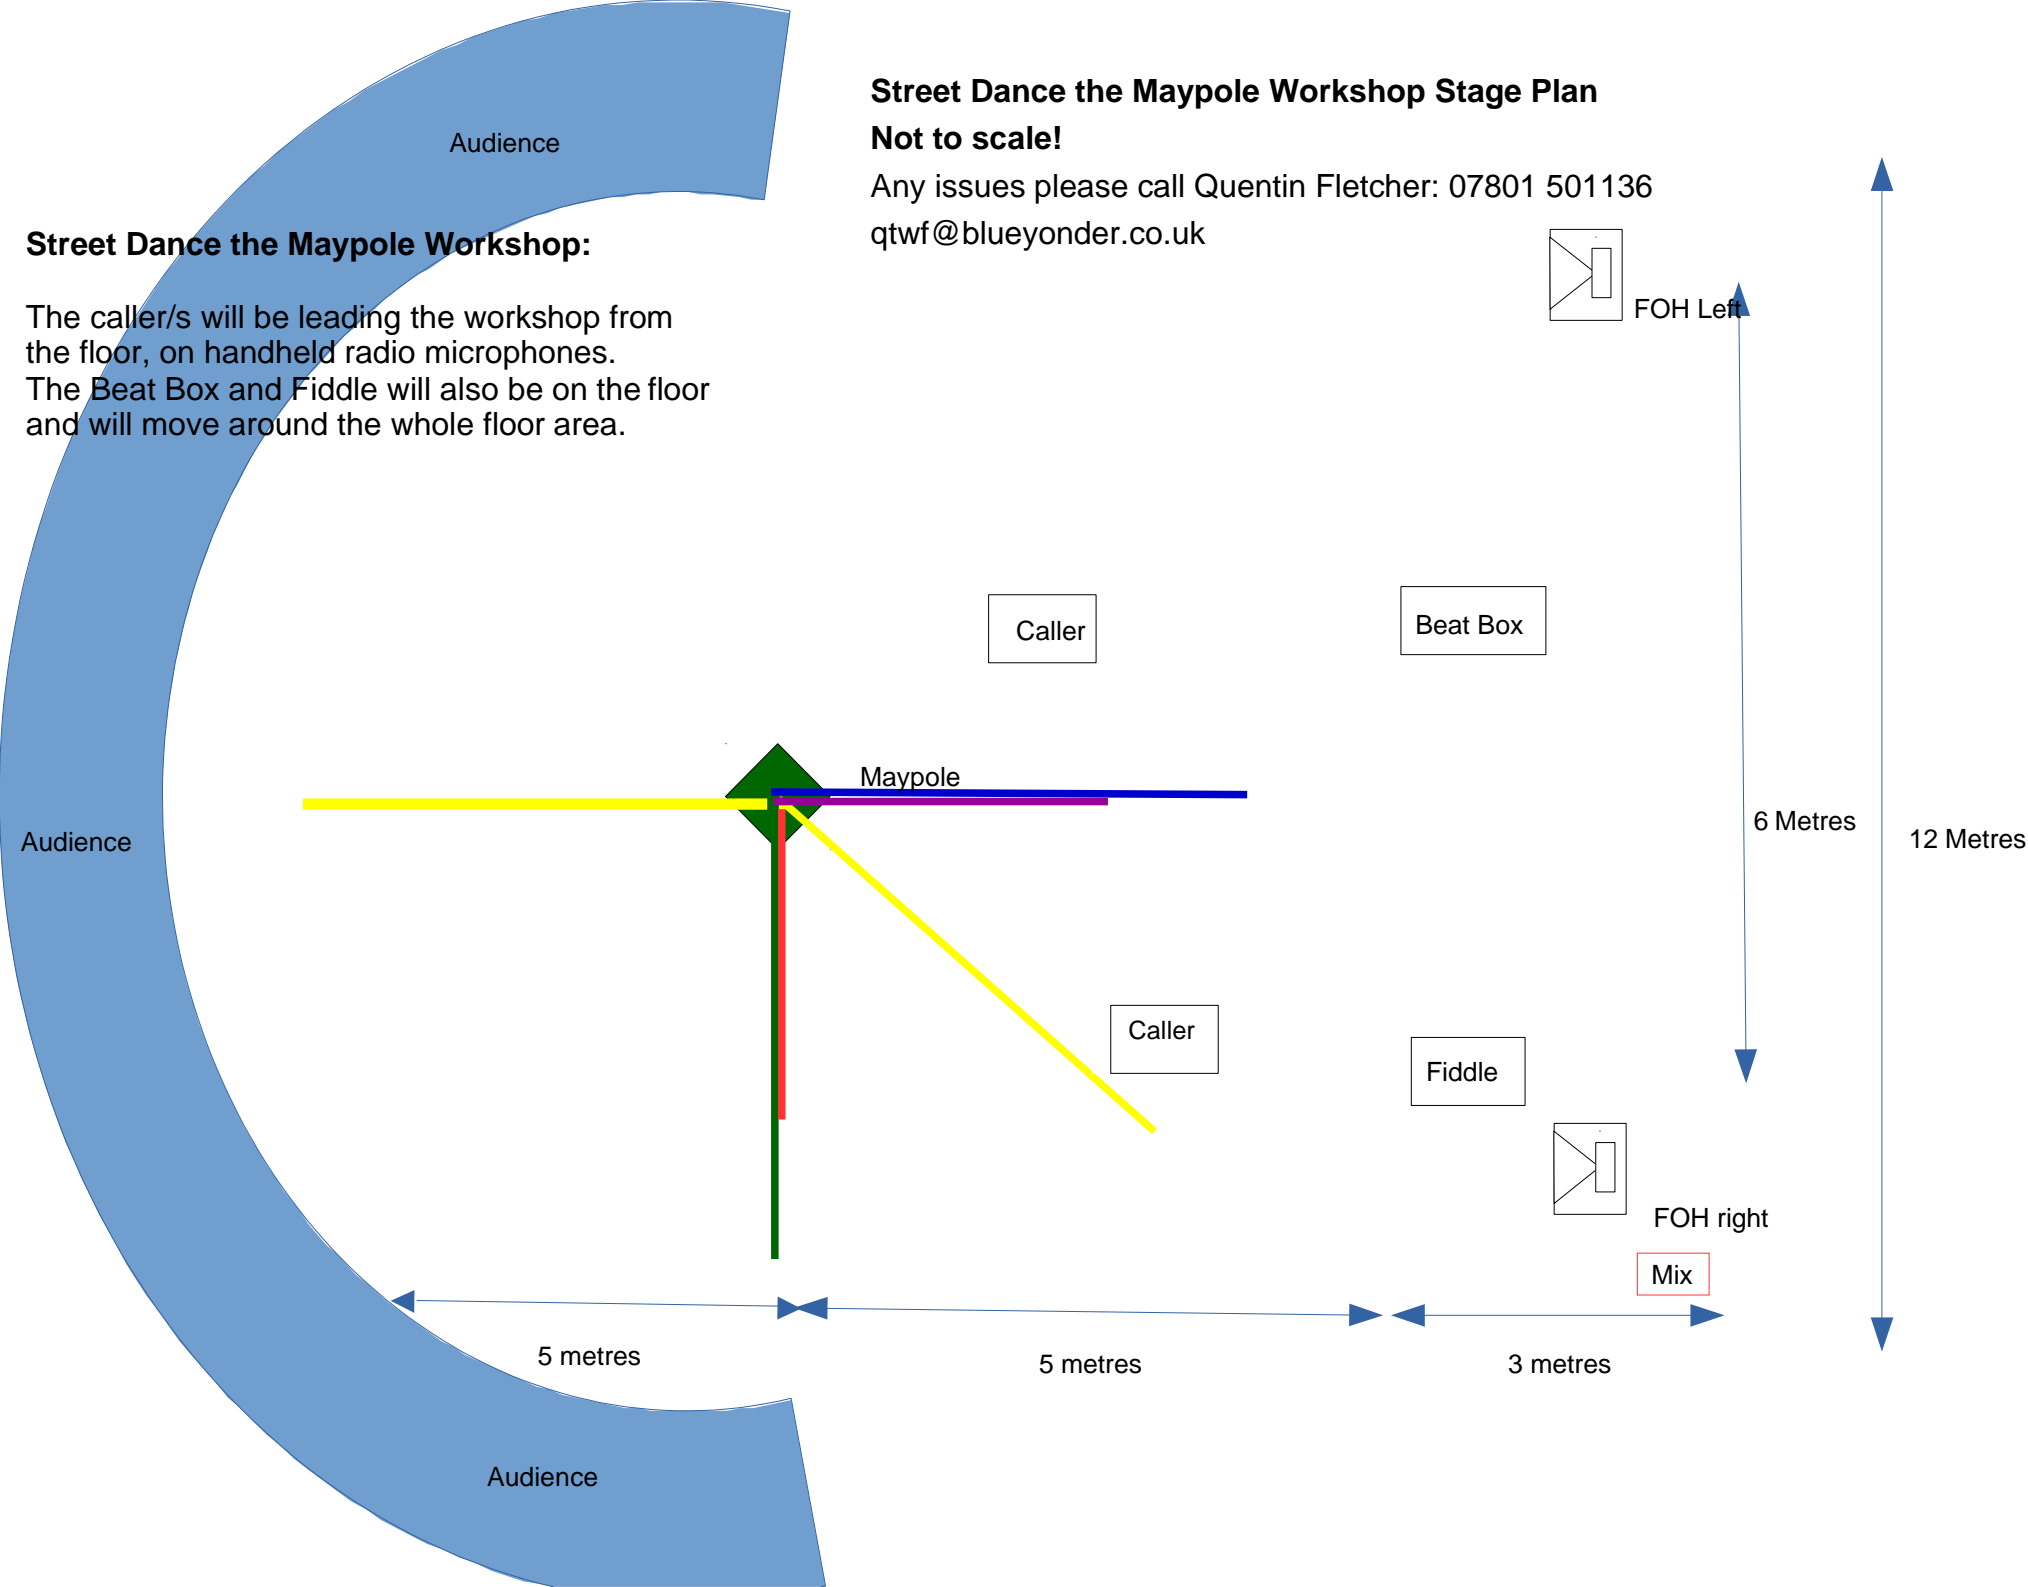 Street Dance the Maypole Workshop Stage Plan
Not to scale!
Any issues please call Quentin Fletcher: 07801 501136
qtwf@blueyonder.co.uk
Audience
Street Dance the Maypole Workshop:
The caller/s will be leading the workshop from
the floor, on handheld radio microphones.
The Beat Box and Fiddle will also be on the floor
and will move around the whole floor area.
FOH Left
Caller
Beat Box
Maypole
6 Metres
12 Metres
Audience
Caller
Fiddle
FOH right
Mix
5 metres
5 metres
3 metres
Audience